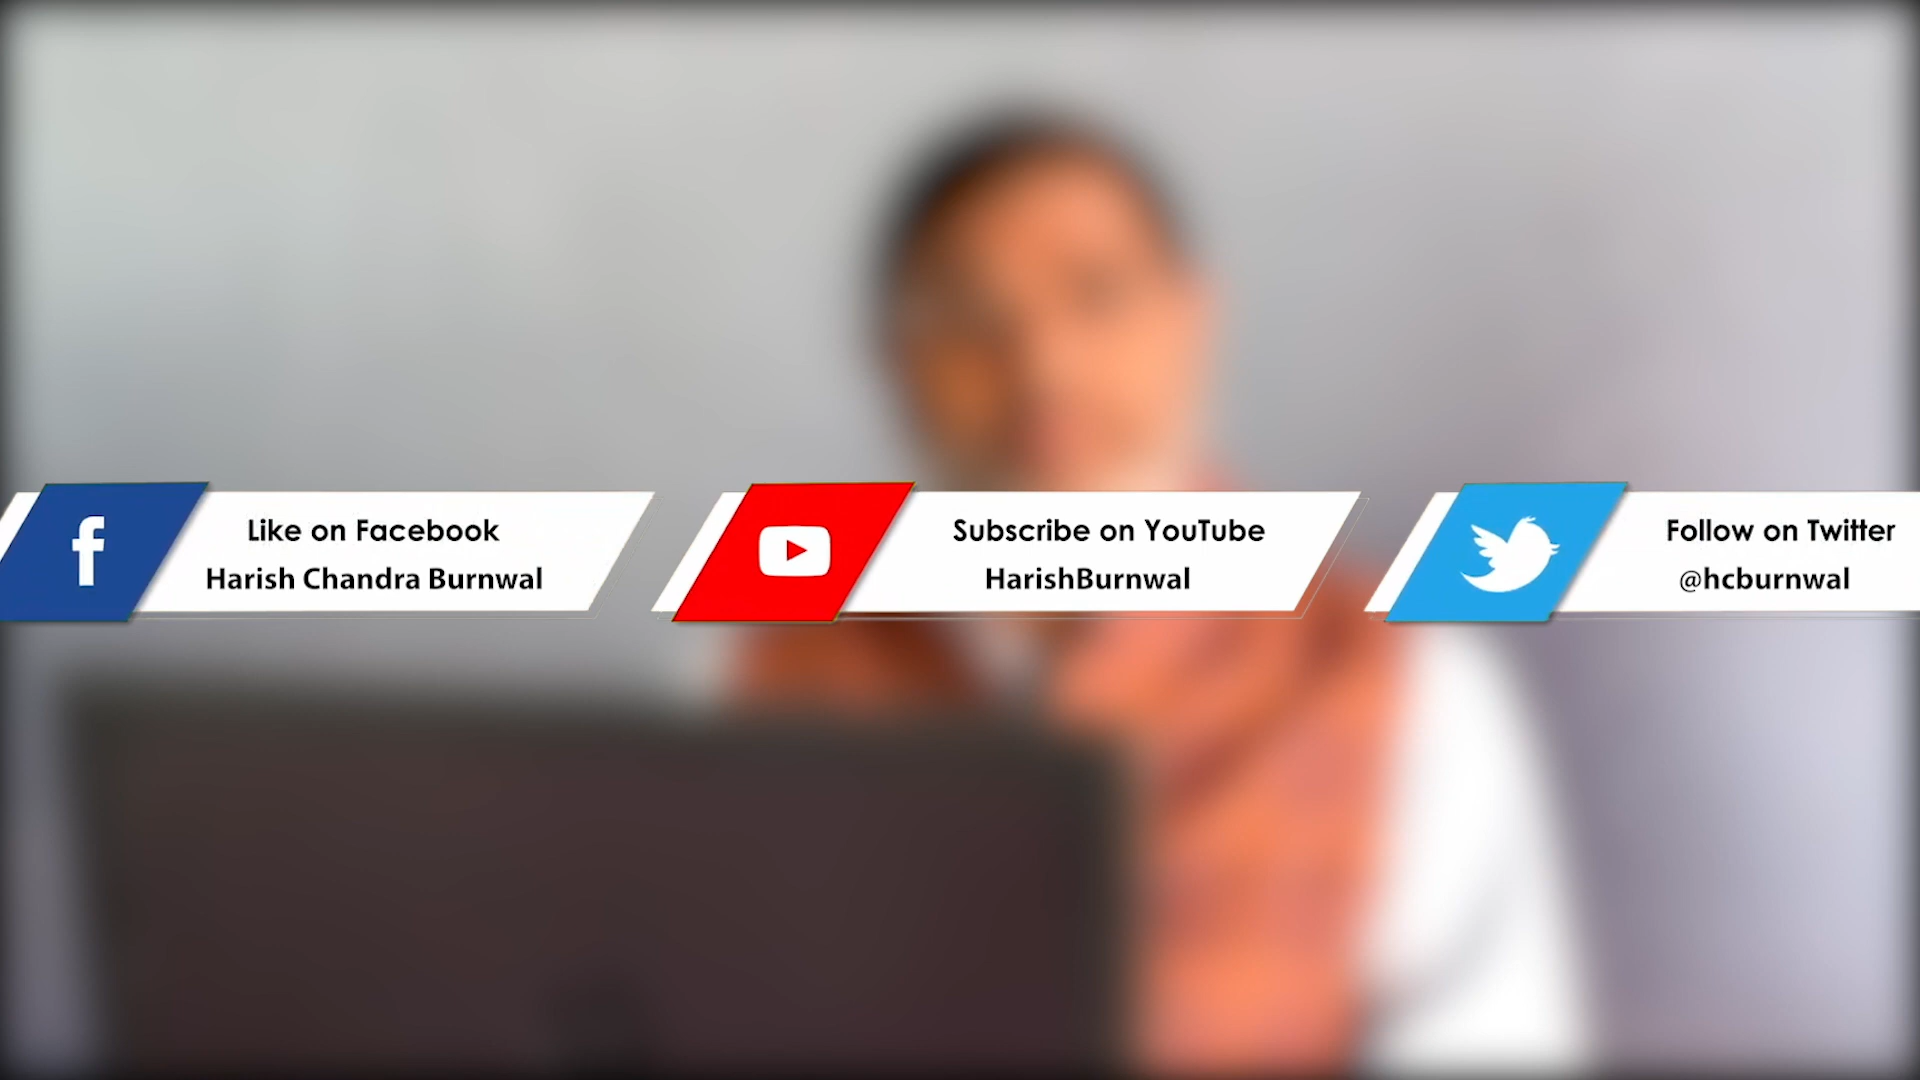 Like on Facebook
Harish Chandra Burnwal
Subscribe on YouTube
HarishBurnwal
Follow on Twitter
@hcburnwal